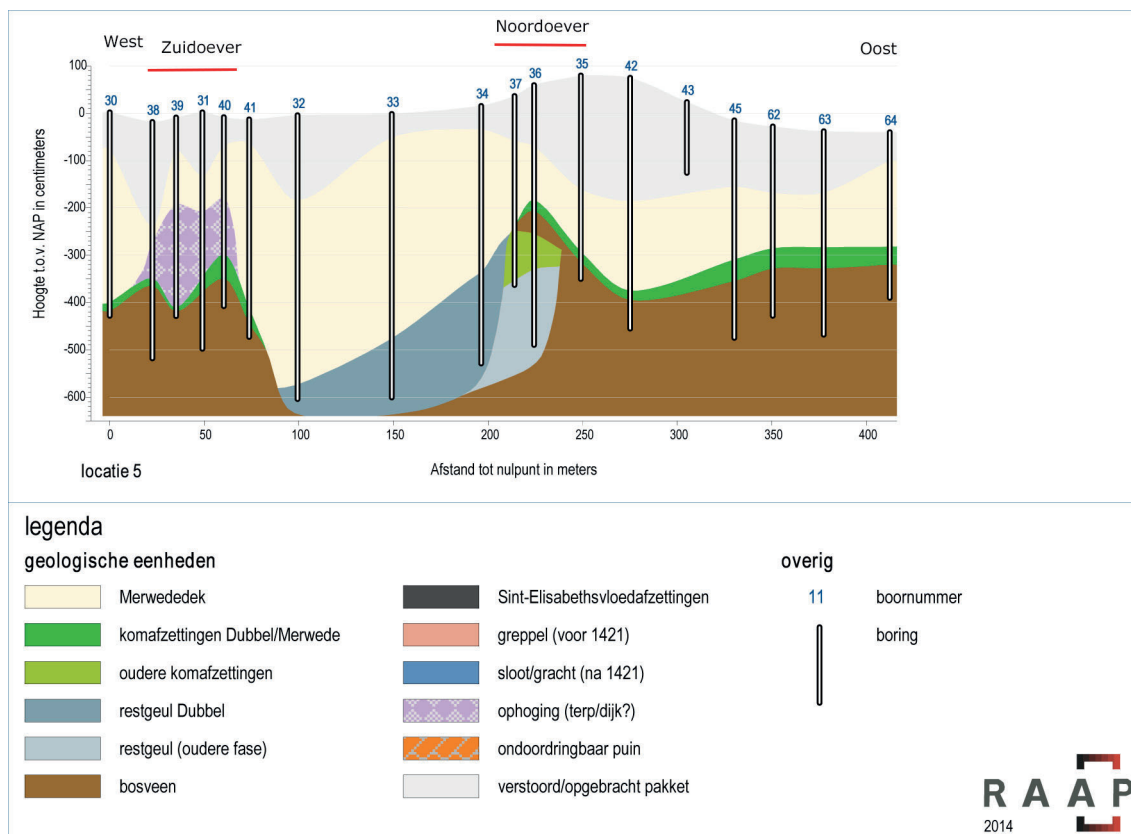 West
Zuidoever
Noordoever
Oost
30 38 39 31 40 41 32 33 34 37 36 35 42 43 45 62 63 64
Hoogte t.o.v. NAP in centimeters
100
0
-100
-200
-300
-400
-500
-600
0 50 100 150 200 250 300 350 400
locatie 5
Afstand tot nulpunt in meters
legenda
geologische eenheden
Merwededek
komafzettingen Dubbel/Merwede
oudere komafzettingen
restgeul Dubbel
restgeul (oudere fase)
bosveen
Sint-Elisabethsvloedafzettingen
greppel (voor 1421)
sloot/gracht (na 1421)
ophoging (terp/dijk?)
ondoordringbaar puin
verstoord/opgebracht pakket
overig
11 boornummer
boring
RAAP
2014